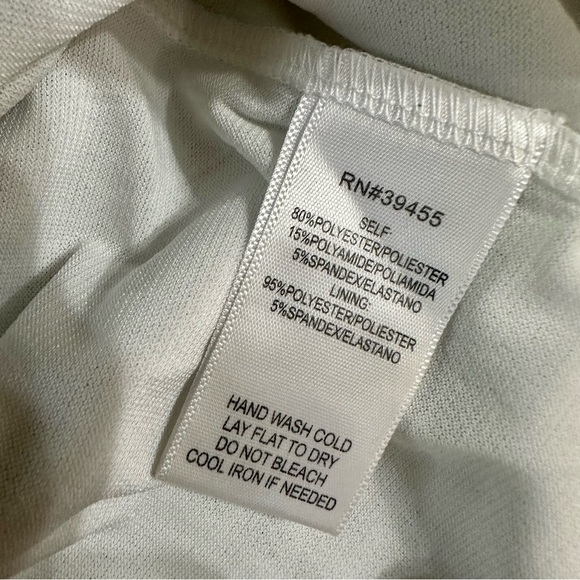 RN#39455
SELF
80%POLYESTER/POLIESTER
15%POLYAMIDE/POLIAMIDA
5%SPANDEX/ELASTANO
LINING:
95%POLYESTER/POLIESTER
5%SPANDEX/ELASTANO
HAND WASH COLD
LAY FLAT TO DRY
DO NOT BLEACH
COOL IRON IF NEEDED